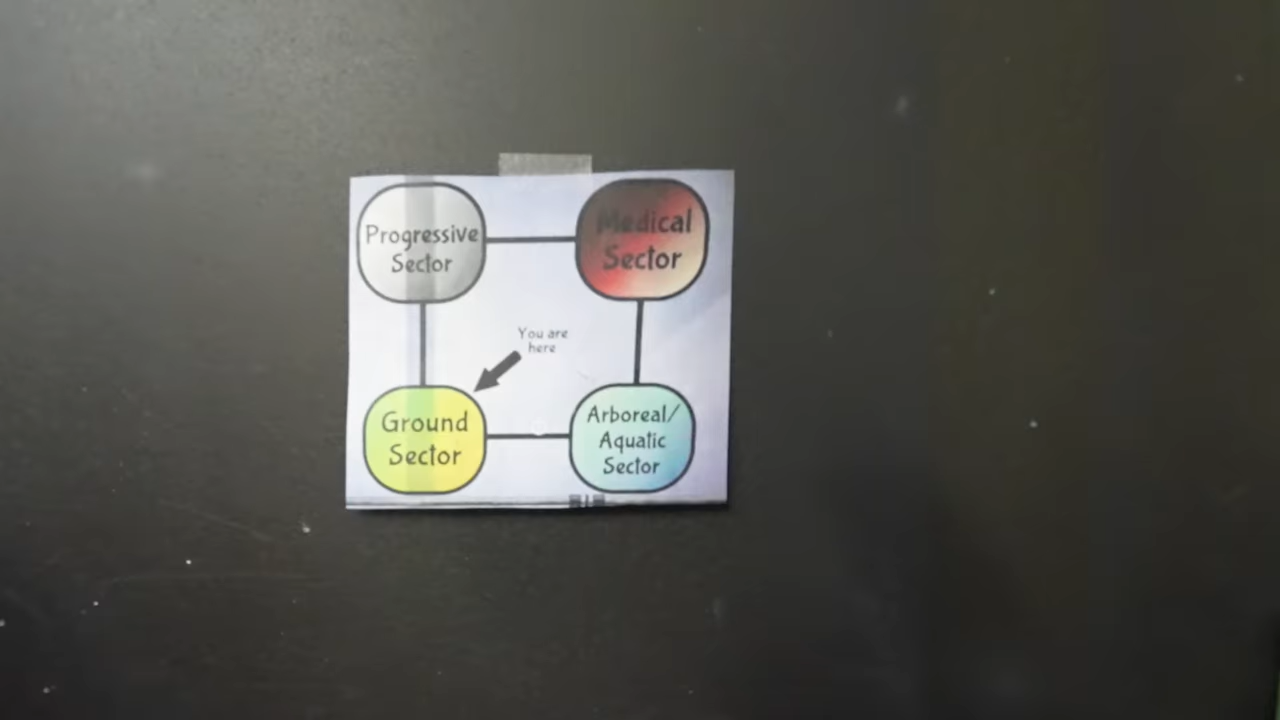 Progressive
Sector
Medical
Sector
You are
here
Ground
Sector
Arboreal/
Aquatic
Sector